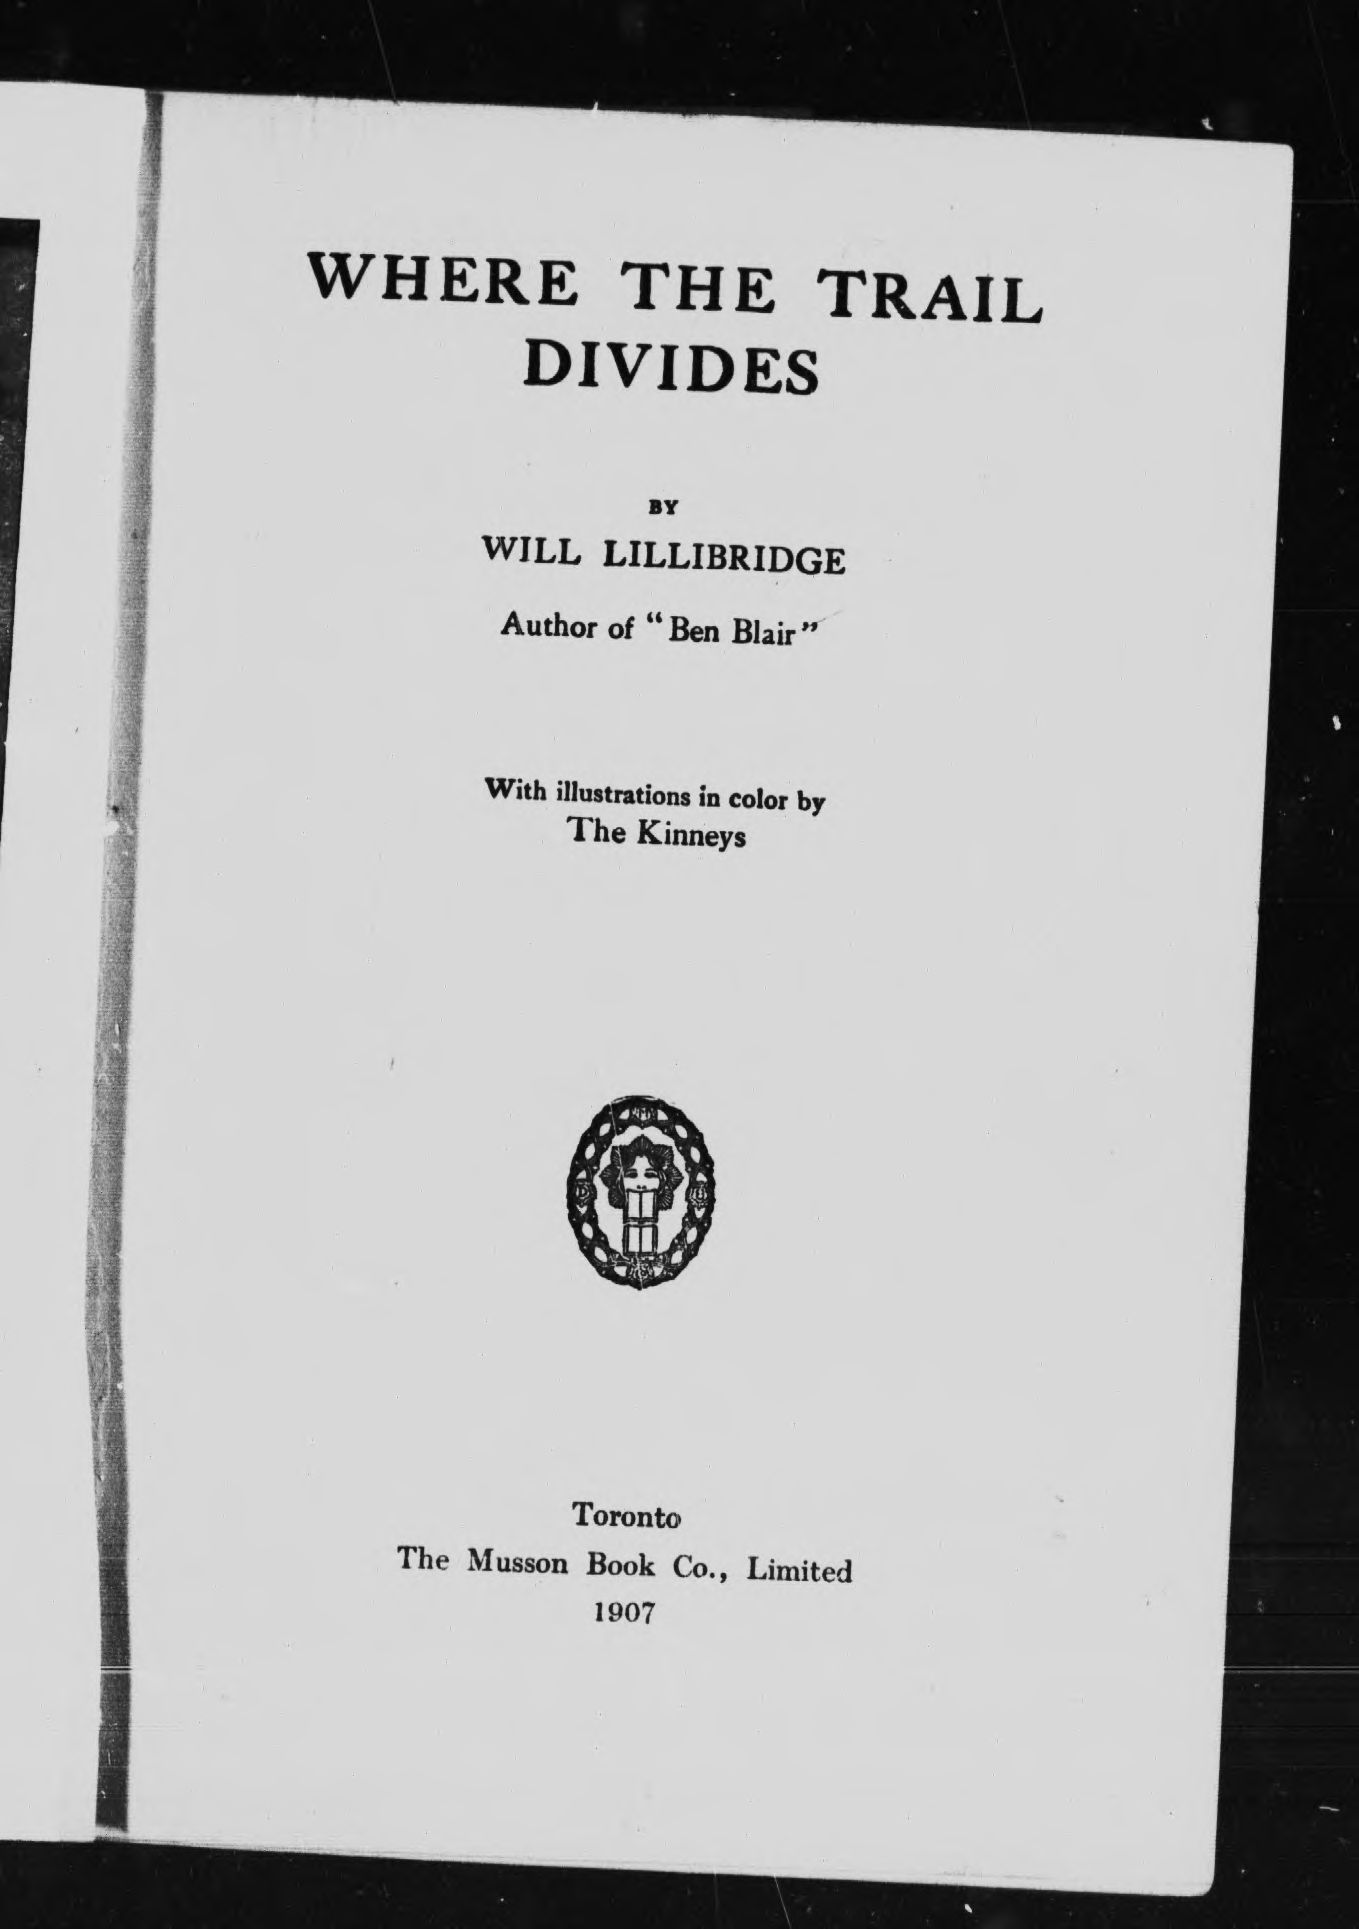 WHERE THE TRAIL
DIVIDES
BY
WILL LILLIBRIDGE
Author of “Ben Blair”
With illustrations in color by
The Kinneys
Toronto
The Musson Book Co., Limited
1907